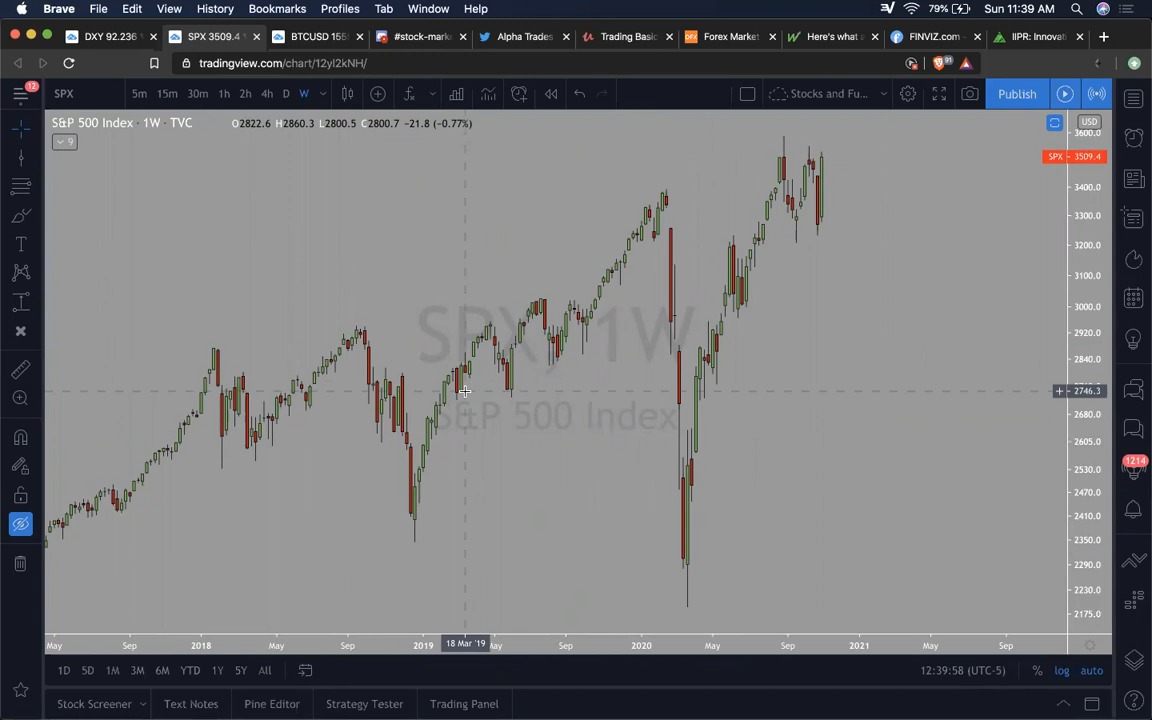 Brave File Edit View History Bookmarks Profiles Tab Window Help 79% Sun 11:39 AM
DXY 92.236 SPX 3509.4 BTCUSD 155 #stock-mark Alpha Trades Trading Basic Forex Market Here's what a FINVIZ.com - IIPR: Innovati
tradingview.com/chart/12yl2kNH/ 91
12 SPX 5m 15m 30m 1h 2h 4h D W Stocks and Fu... Publish
S&P 500 Index · 1W · TVC O2822.6 H2860.3 L2800.5 C2800.7 -21.8 (-0.77%) USD
9
3600.0
SPX 3509.4
3400.0
3300.0
3200.0
3100.0
3000.0
2920.0
2840.0
2746.3
2680.0
2605.0
2530.0
2470.0
2410.0
2350.0
2290.0
2230.0
2175.0
SPX, 1W
S&P 500 Index
1214
May Sep 2018 May Sep 2019 18 Mar '19 May Sep 2020 May Sep 2021 May Sep
1D 5D 1M 3M 6M YTD 1Y 5Y All 12:39:58 (UTC-5) % log auto
Stock Screener Text Notes Pine Editor Strategy Tester Trading Panel